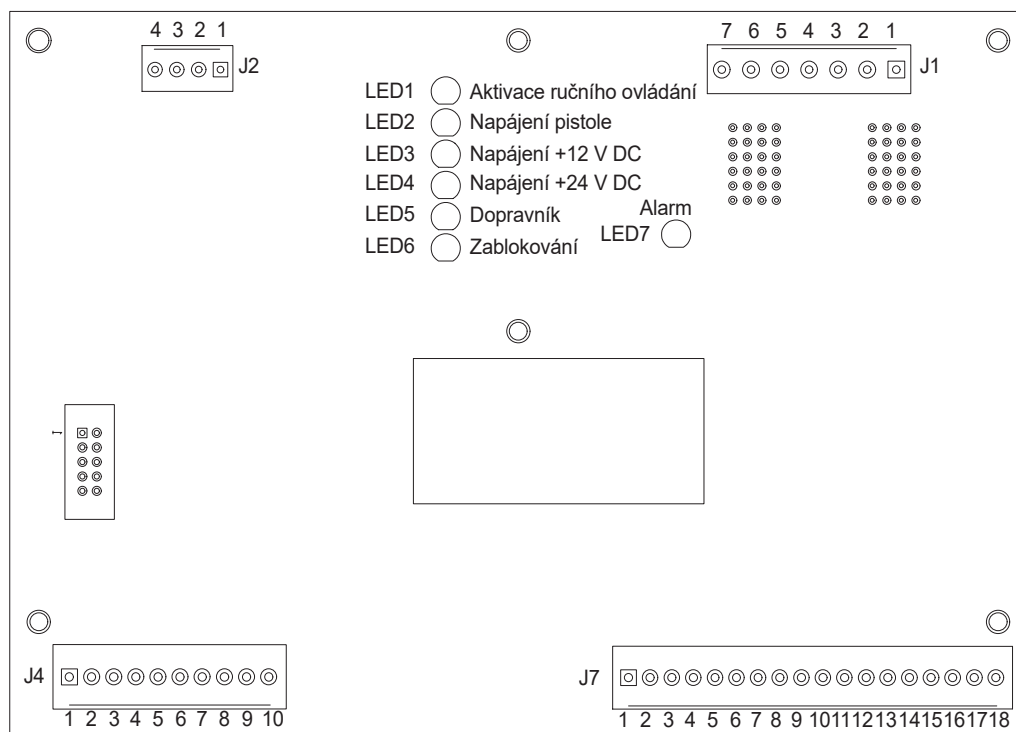 4 3 2 1
J2
7 6 5 4 3 2 1
J1
LED1 Aktivace ručního ovládání
LED2 Napájení pistole
LED3 Napájení +12 V DC
LED4 Napájení +24 V DC
LED5 Dopravník
LED6 Zablokování
Alarm
LED7
1
J4
1 2 3 4 5 6 7 8 9 10
J7
1 2 3 4 5 6 7 8 9 10 11 12 13 14 15 16 17 18